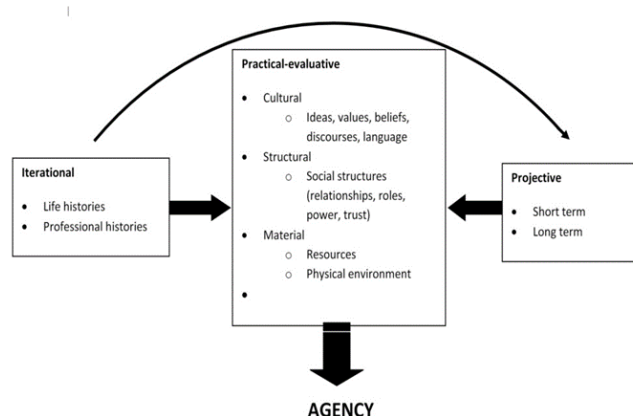 Practical-evaluative
• Cultural
○ Ideas, values, beliefs,
discourses, language
• Structural
○ Social structures
(relationships, roles,
power, trust)
• Material
○ Resources
○ Physical environment
•
Iterational
• Life histories
• Professional histories
Projective
• Short term
• Long term
AGENCY